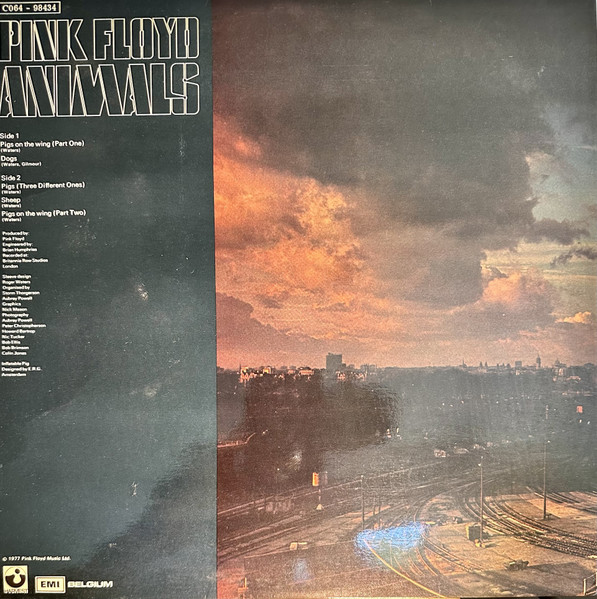 C064 - 98434
PINK FLOYD
ANIMALS
Side 1
Pigs on the wing (Part One)
(Waters)
Dogs
(Waters, Gilmour)
Side 2
Pigs (Three Different Ones)
(Waters)
Sheep
(Waters)
Pigs on the wing (Part Two)
(Waters)
Produced by:
Pink Floyd
Engineered by:
Brian Humphries
Recorded at
Britannia Row Studios
London
Sleeve design
Roger Waters
Organised by
Storm Thorgerson
Aubrey Powell
Graphics
Nick Mason
Photography
Aubrey Powell
Peter Christopherson
Howard Bartrop
Nic Tucker
Bob Ellis
Rob Brimson
Colin Jones
Inflatable Pig
Designed by E.R.G.
Amsterdam
© 1977 Pink Floyd Music Ltd.
EMI
BELGIUM